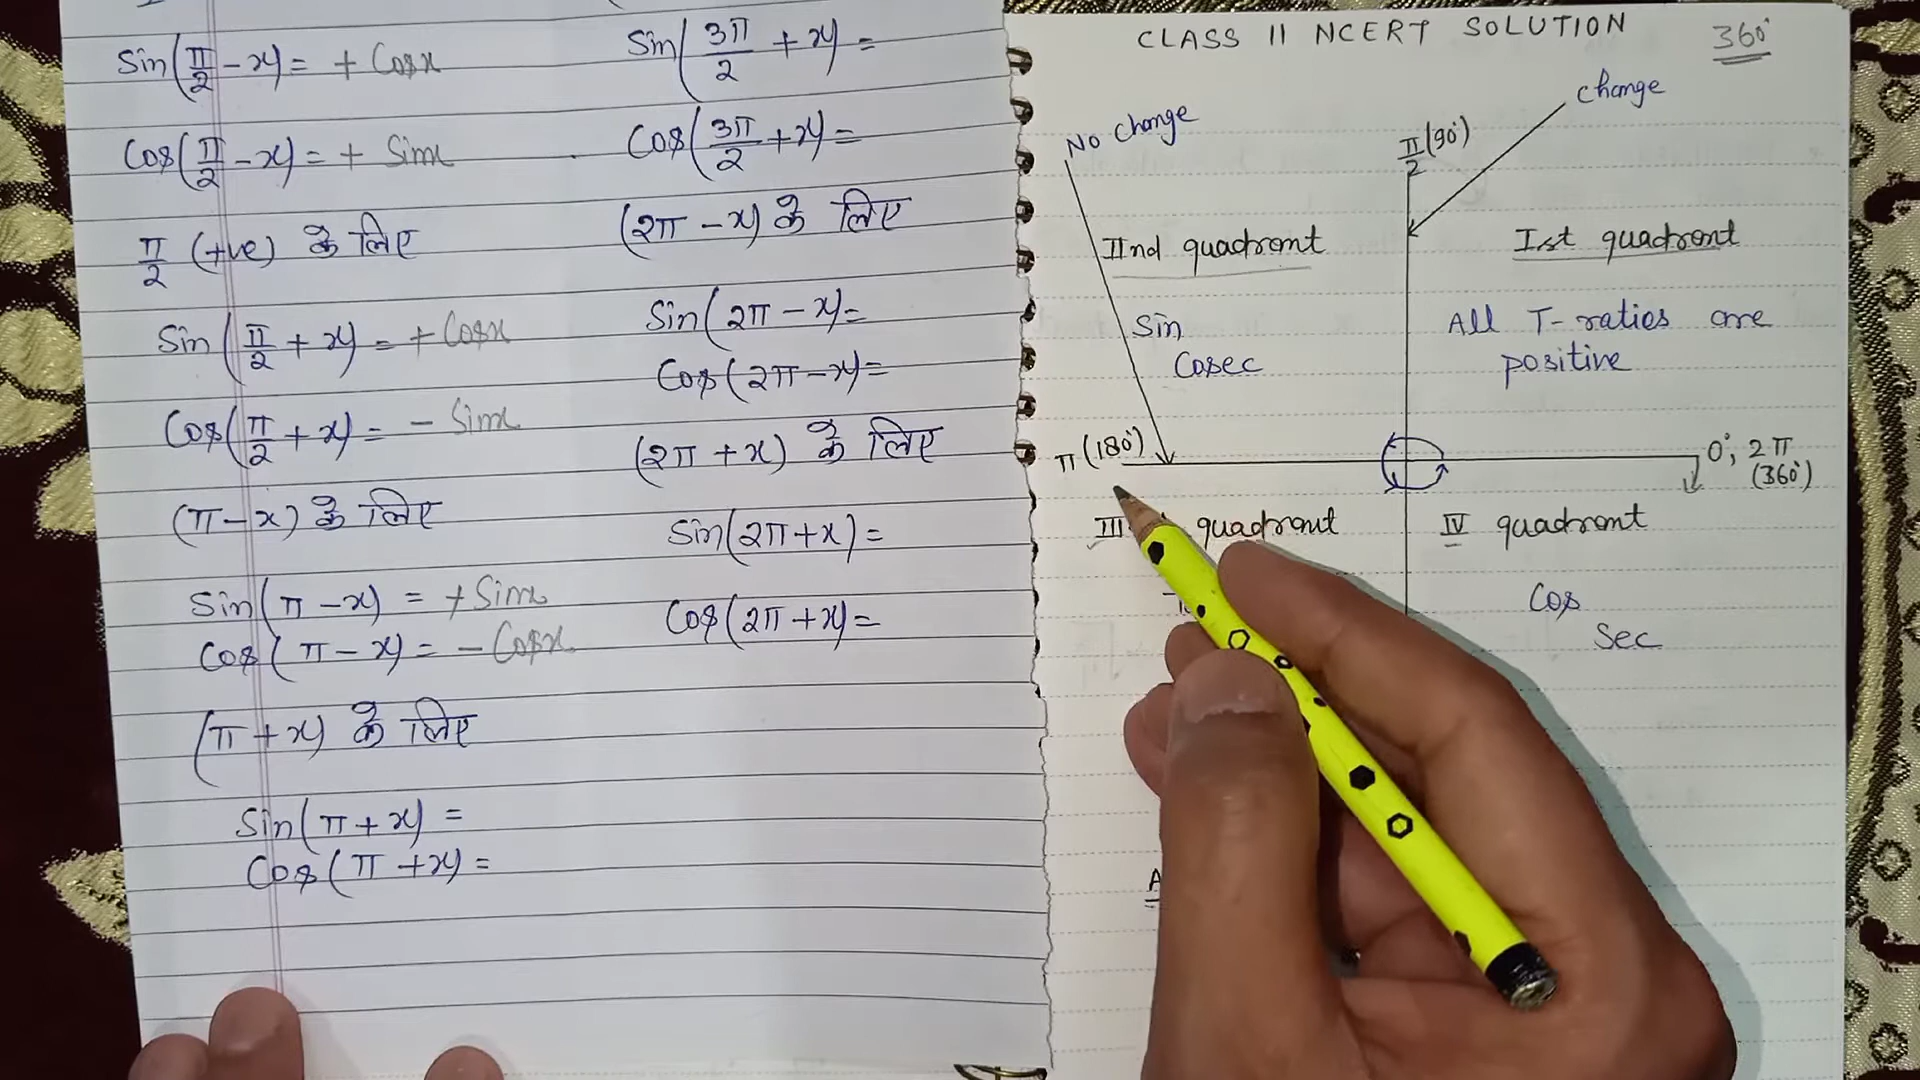 Sin(π/2 - x) = + Cosx
Cos(π/2 - x) = + Sinx
π/2 (+ve) के लिए
Sin(π/2 + x) = + Cosx
Cos(π/2 + x) = - Sinx
(π - x) के लिए
Sin(π - x) = + Sinx
Cos(π - x) = - Cosx
(π + x) के लिए
Sin(π + x) =
Cos(π + x) =
Sin(3π/2 + x) =
Cos(3π/2 + x) =
(2π - x) के लिए
Sin(2π - x) =
Cos(2π - x) =
(2π + x) के लिए
Sin(2π + x) =
Cos(2π + x) =
CLASS 11 NCERT SOLUTION
360°
No Change
Change
π/2 (90°)
IInd quadrant
Ist quadrant
Sin
Cosec
All T-ratios are
positive
π (180°)
0°, 2π
(360°)
III quadrant
IV quadrant
Cos
Sec